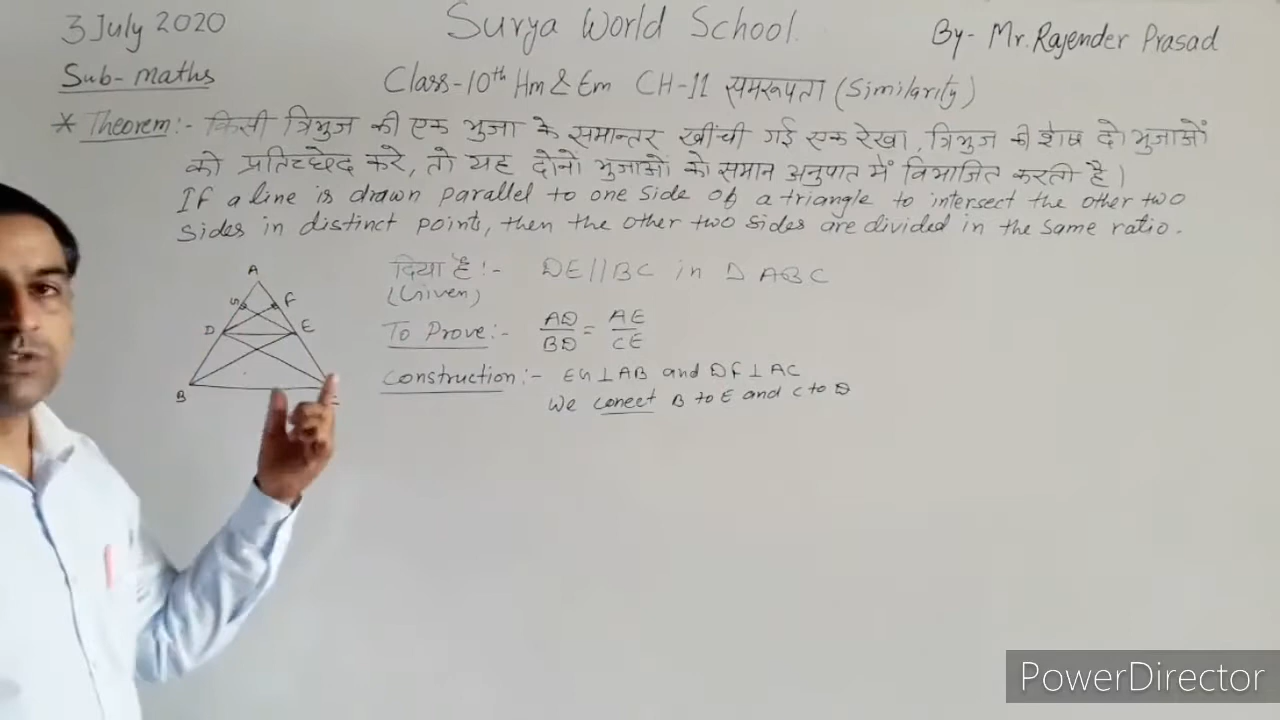 3 July 2020
Surya World School.
By- Mr. Rajender Prasad
Sub- maths
Class-10th Hm & Em CH-11 समरूपता (Similarity)
* Theorem:- किसी त्रिभुज की एक भुजा के समान्तर खींची गई एक रेखा, त्रिभुज की शेष दो भुजाओं
को प्रतिच्छेद करे, तो यह दोनो भुजाओ को समान अनुपात में विभाजित करती है।
If a line is drawn parallel to one side of a triangle to intersect the other two
sides in distinct points, then the other two sides are divided in the same ratio.
A
G F
D E
B
दिया है:- DE//BC in Δ ABC
(Given)
To Prove:- AD/BD = AE/CE
Construction:- EG⊥AB and DF⊥AC
We conect B to E and C to D
PowerDirector